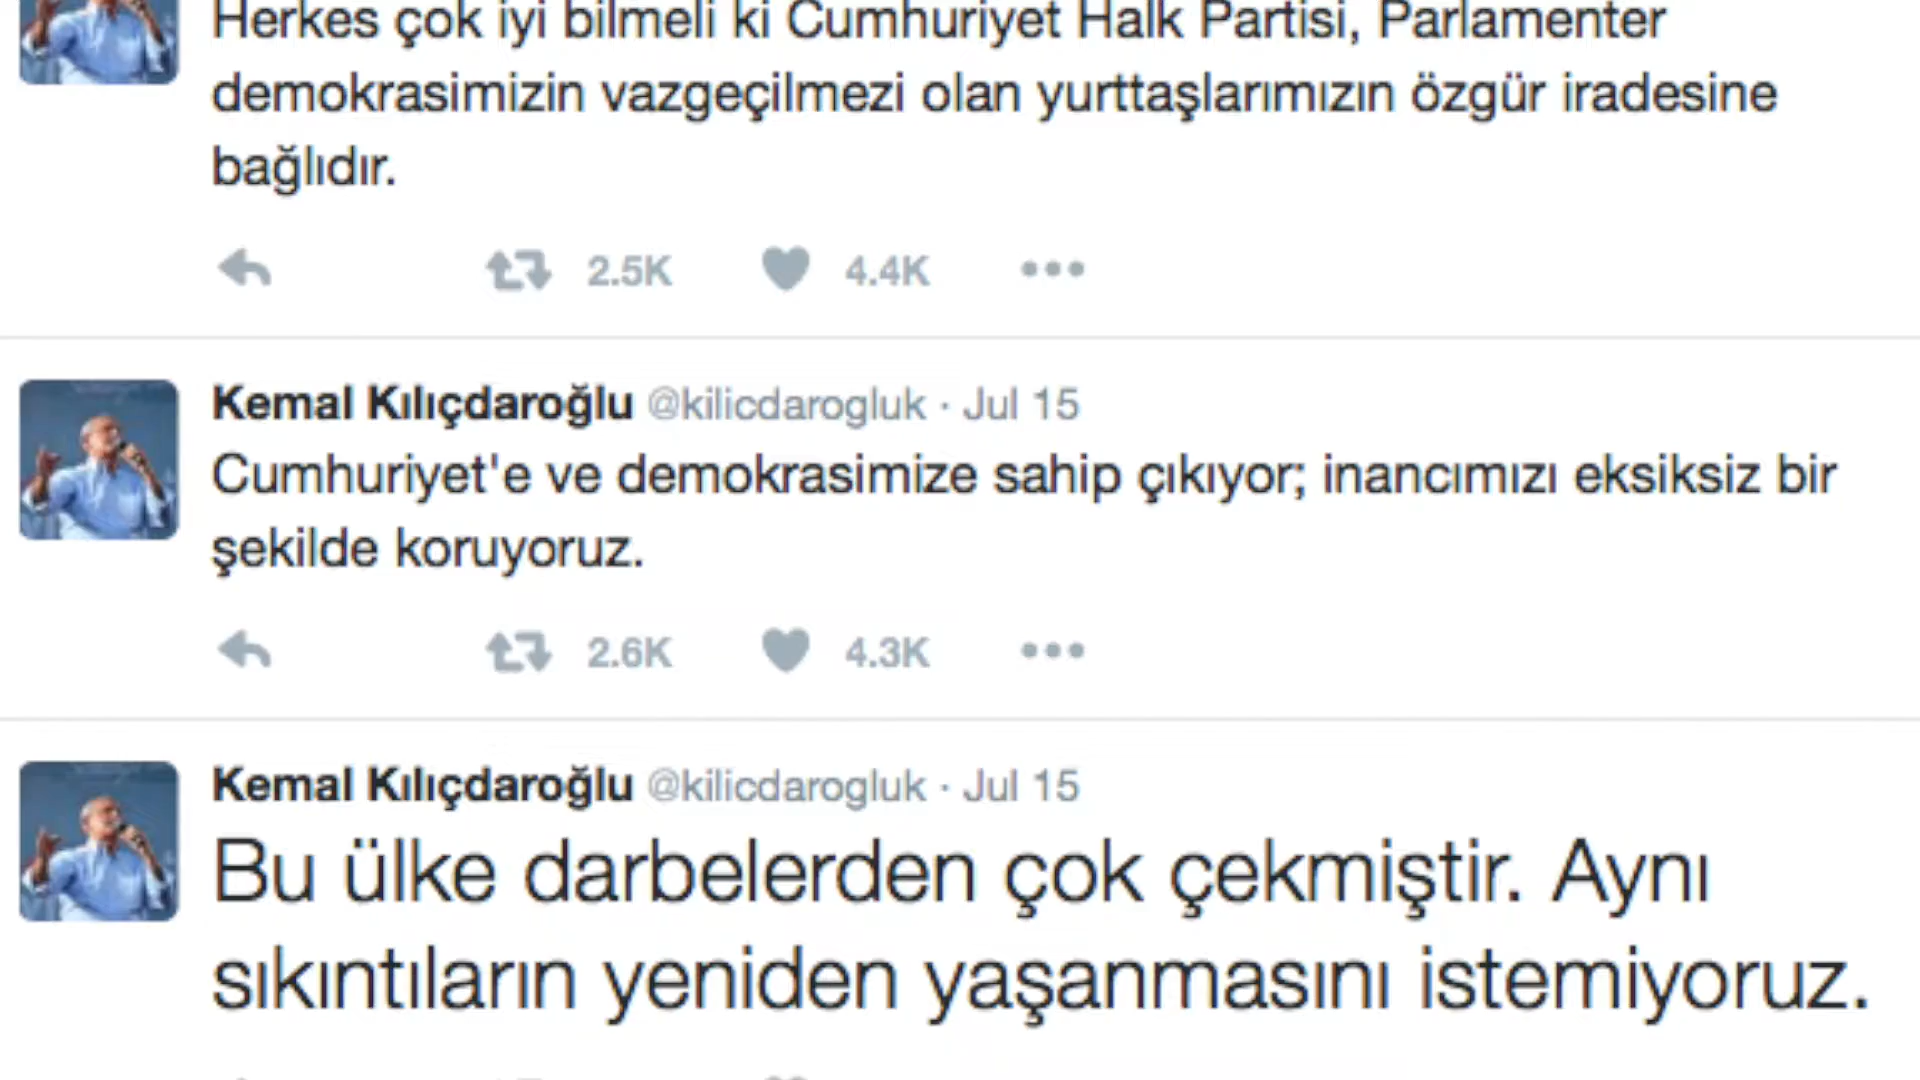 Herkes çok iyi bilmeli ki Cumhuriyet Halk Partisi, Parlamenter
demokrasimizin vazgeçilmezi olan yurttaşlarımızın özgür iradesine
bağlıdır.
2.5K 4.4K
Kemal Kılıçdaroğlu @kilicdarogluk · Jul 15
Cumhuriyet'e ve demokrasimize sahip çıkıyor; inancımızı eksiksiz bir
şekilde koruyoruz.
2.6K 4.3K
Kemal Kılıçdaroğlu @kilicdarogluk · Jul 15
Bu ülke darbelerden çok çekmiştir. Aynı
sıkıntıların yeniden yaşanmasını istemiyoruz.